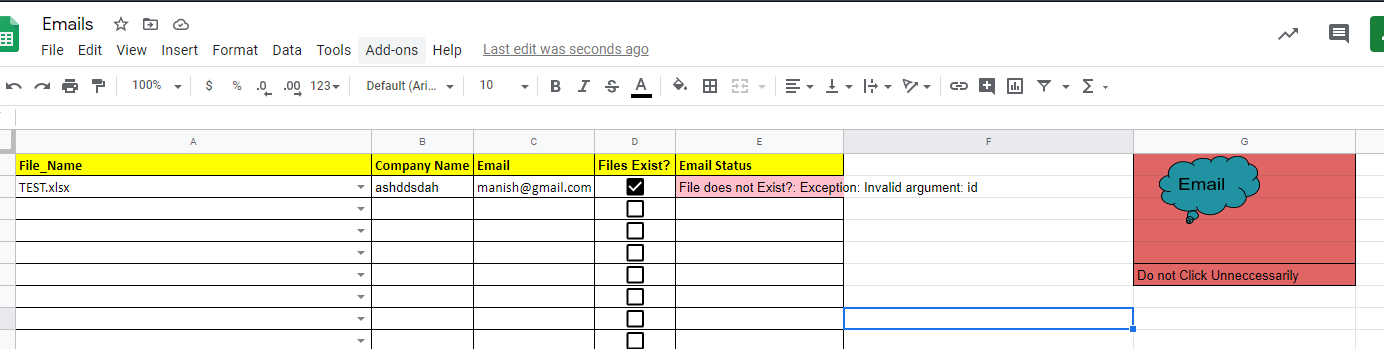 Emails
File Edit View Insert Format Data Tools Add-ons Help Last edit was seconds ago
100% $ % .0 .00 123 Default (Ari... 10 B I S A Σ
A B C D E F G
File_Name Company Name Email Files Exist? Email Status
TEST.xlsx ashddsdah manish@gmail.com File does not Exist?: Exception: Invalid argument: id
Email
Do not Click Unneccessarily